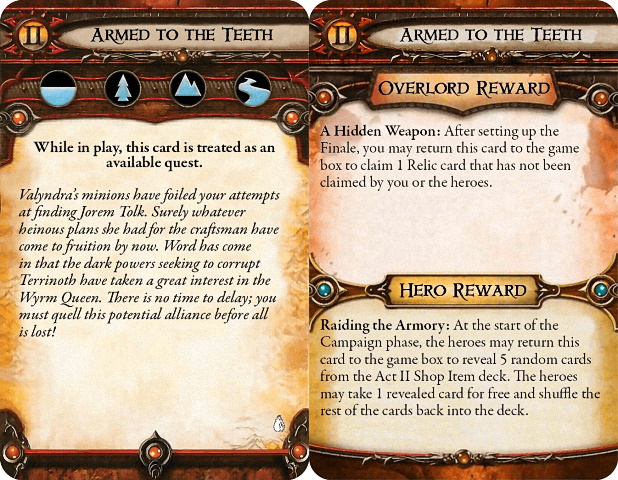 II
ARMED TO THE TEETH
While in play, this card is treated as an
available quest.
Valyndra's minions have foiled your attempts
at finding Jorem Tolk. Surely whatever
heinous plans she had for the craftsman have
come to fruition by now. Word has come
in that the dark powers seeking to corrupt
Terrinoth have taken a great interest in the
Wyrm Queen. There is no time to delay; you
must quell this potential alliance before all
is lost!
II
ARMED TO THE TEETH
OVERLORD REWARD
A Hidden Weapon: After setting up the
Finale, you may return this card to the game
box to claim 1 Relic card that has not been
claimed by you or the heroes.
HERO REWARD
Raiding the Armory: At the start of the
Campaign phase, the heroes may return this
card to the game box to reveal 5 random cards
from the Act II Shop Item deck. The heroes
may take 1 revealed card for free and shuffle the
rest of the cards back into the deck.